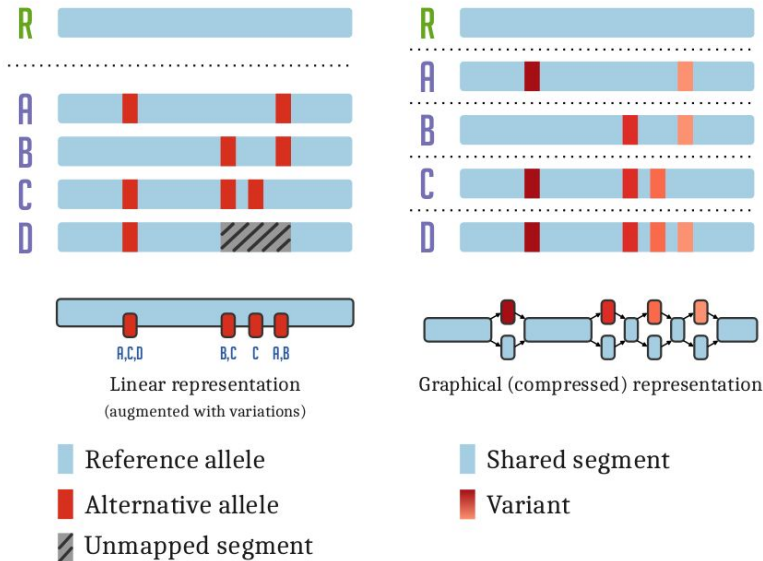 R
A
B
C
D
A,C,D
B,C
C
A,B
Linear representation
(augmented with variations)
Reference allele
Alternative allele
Unmapped segment
R
A
B
C
D
Graphical (compressed) representation
Shared segment
Variant